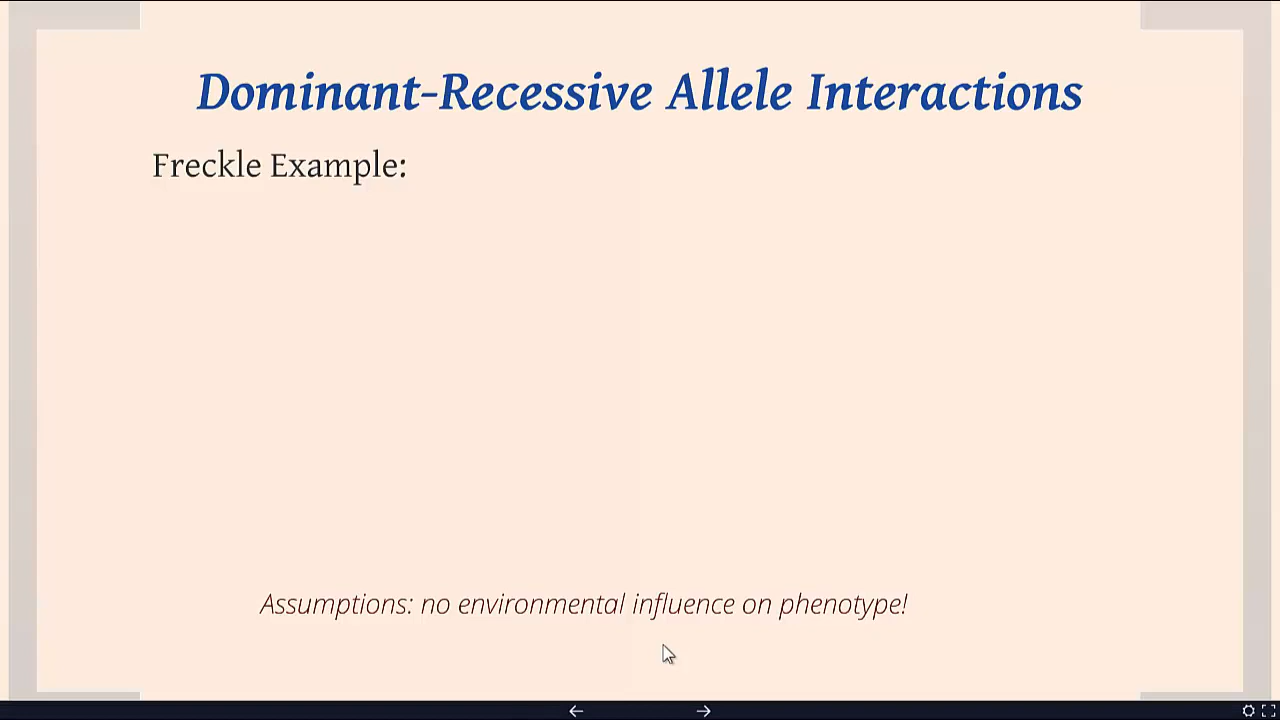 Dominant-Recessive Allele Interactions
Freckle Example:
Assumptions: no environmental influence on phenotype!